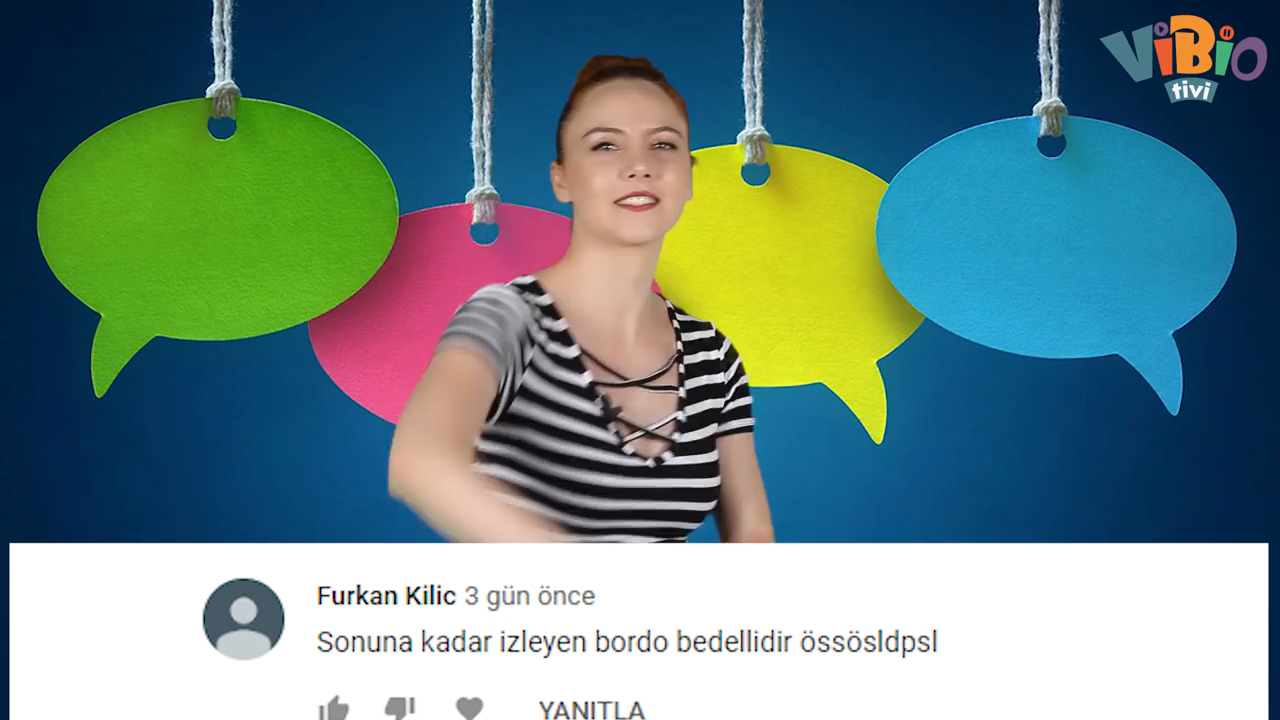 ViBiO
tivi
Furkan Kilic 3 gün önce
Sonuna kadar izleyen bordo bedellidir össösldpsl
YANITLA